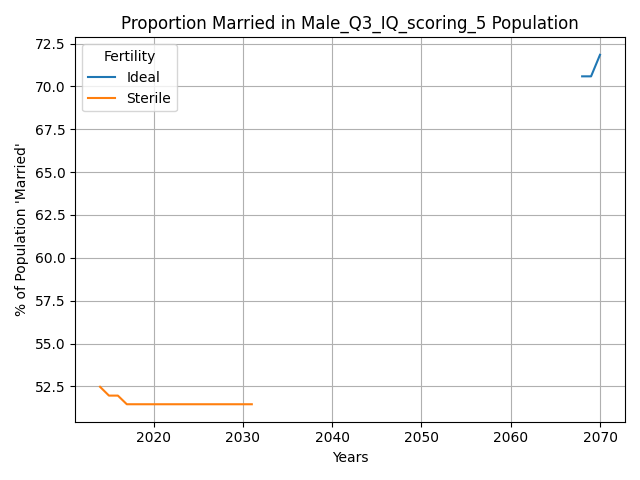 Proportion Married in Male_Q3_IQ_scoring_5 Population
Fertility
Ideal
Sterile
% of Population 'Married'
72.5
70.0
67.5
65.0
62.5
60.0
57.5
55.0
52.5
2020 2030 2040 2050 2060 2070
Years